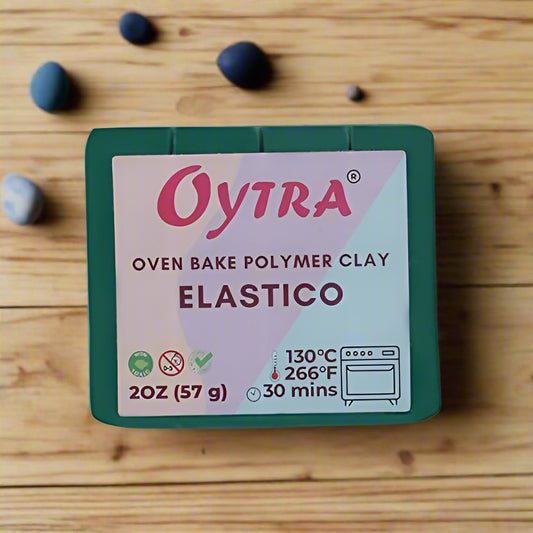 OYTRA®
OVEN BAKE POLYMER CLAY
ELASTICO
130°C
266°F
2OZ (57 g)
30 mins